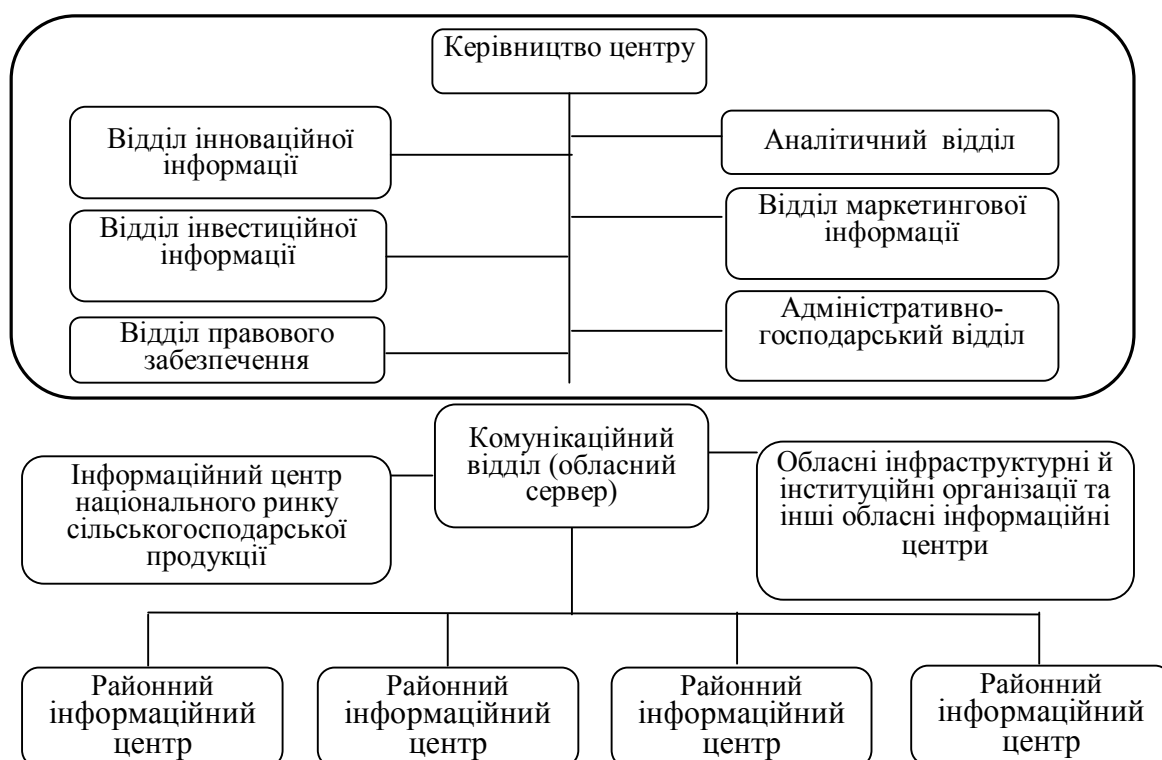 Керівництво центру
Відділ інноваційної
інформації
Аналітичний відділ
Відділ інвестиційної
інформації
Відділ маркетингової
інформації
Відділ правового
забезпечення
Адміністративно-
господарський відділ
Комунікаційний
відділ (обласний
сервер)
Інформаційний центр
національного ринку
сільськогосподарської
продукції
Обласні інфраструктурні й
інституційні організації та
інші обласні інформаційні
центри
Районний
інформаційний
центр
Районний
інформаційний
центр
Районний
інформаційний
центр
Районний
інформаційний
центр